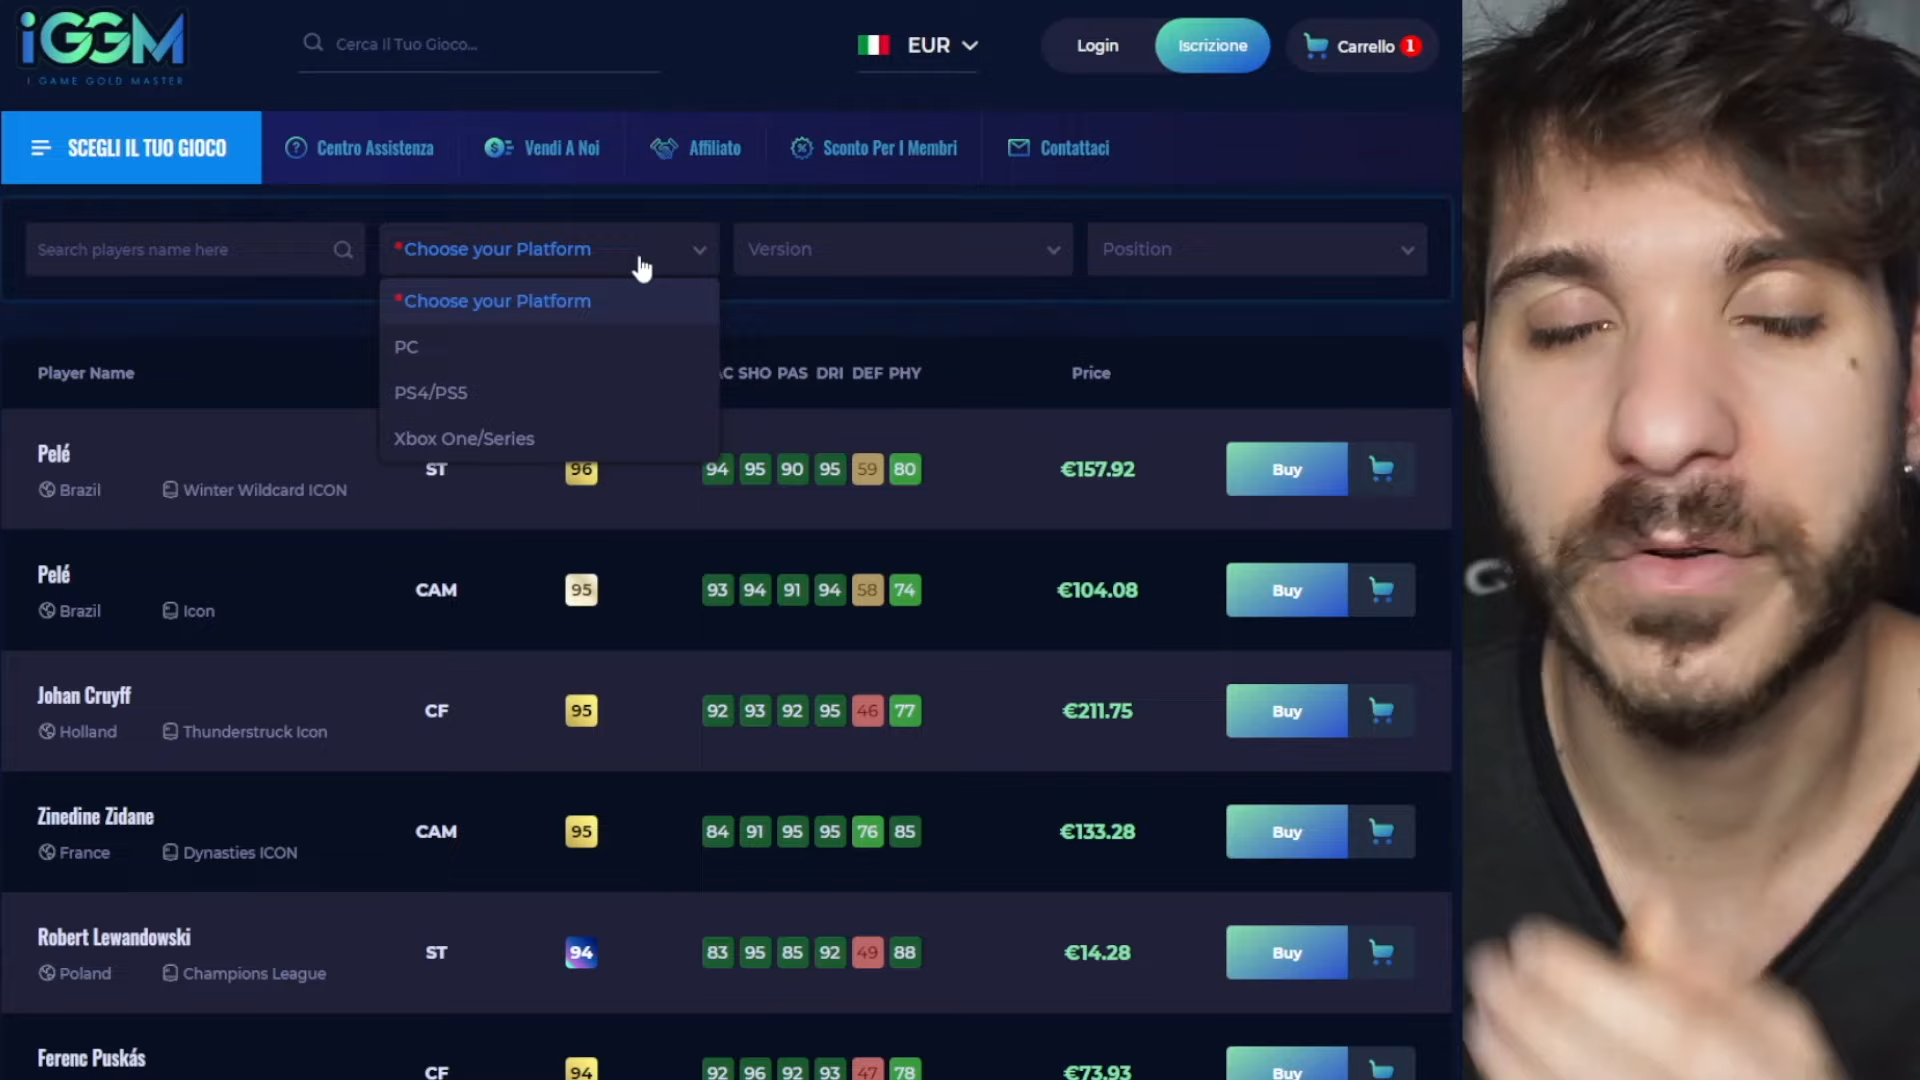 iGGM
I GAME GOLD MASTER
Cerca Il Tuo Gioco...
EUR
Login
Iscrizione
Carrello 1
SCEGLI IL TUO GIOCO
Centro Assistenza
Vendi A Noi
Affiliato
Sconto Per I Membri
Contattaci
Search players name here
*Choose your Platform
Version
Position
*Choose your Platform
PC
PS4/PS5
Xbox One/Series
Player Name
SHO PAS DRI DEF PHY
Price
Pelé
Brazil
Winter Wildcard ICON
ST
96
94 95 90 95 59 80
€157.92
Buy
Pelé
Brazil
Icon
CAM
95
93 94 91 94 58 74
€104.08
Buy
Johan Cruyff
Holland
Thunderstruck Icon
CF
95
92 93 92 95 46 77
€211.75
Buy
Zinedine Zidane
France
Dynasties ICON
CAM
95
84 91 95 95 76 85
€133.28
Buy
Robert Lewandowski
Poland
Champions League
ST
94
83 95 85 92 49 88
€14.28
Buy
Ferenc Puskás
CF
94
92 96 92 93 47 78
€73.93
Buy